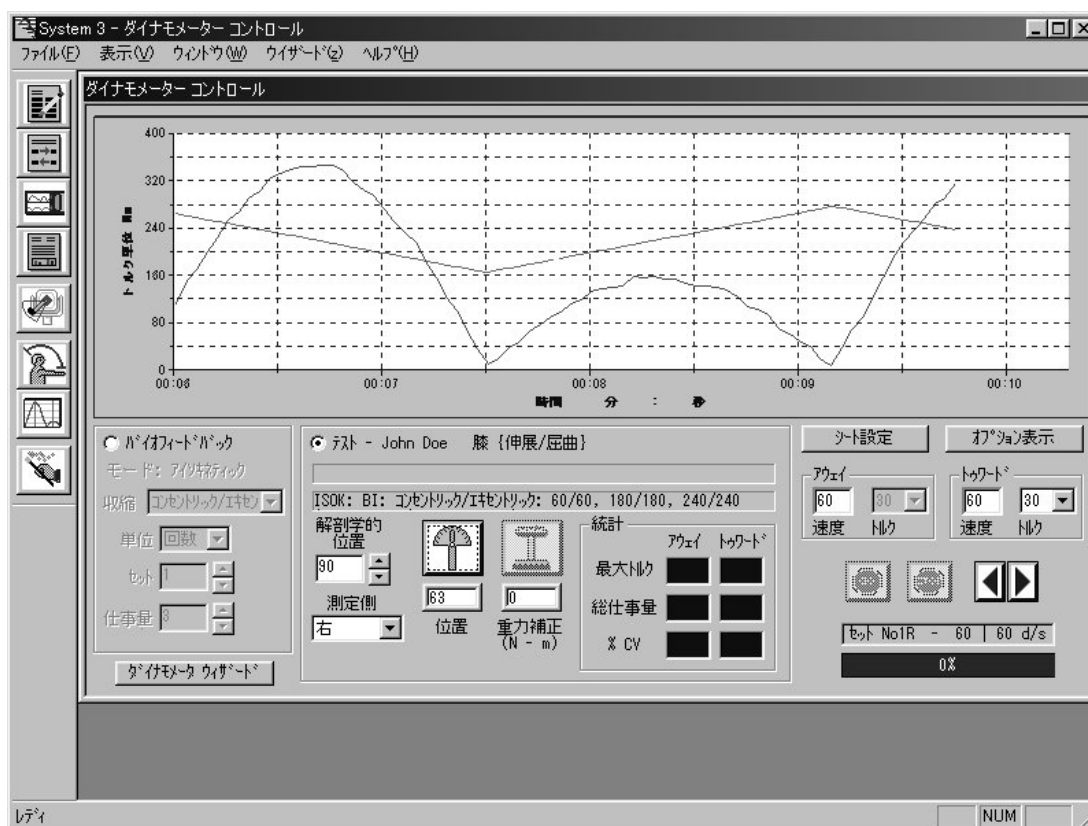 System 3 - ダイナモメーター コントロール
ファイル(F) 表示(V) ウィンドウ(W) ウィザード(z) ヘルプ(H)
ダイナモメーター コントロール
トルク単位 Nm
400
320
240
160
80
0
00:06 00:07 00:08 00:09 00:10
時間 分 : 秒
バイオフィードバック
モード: アイソキネティック
収縮 コンセントリック/エキセン
単位 回数
セット 1
仕事量 3
ダイナモメータ ウィザード
テスト - John Doe 膝 {伸展/屈曲}
ISOK: BI: コンセントリック/エキセントリック: 60/60, 180/180, 240/240
解剖学的
位置
90
測定側
右
63
位置
0
重力補正
(N - m)
統計
アウェイ トゥワード
最大トルク
総仕事量
% CV
シート設定 オプション表示
アウェイ
60 30
速度 トルク
トゥワード
60 30
速度 トルク
セット No1R - 60 | 60 d/s
0%
レディ
NUM